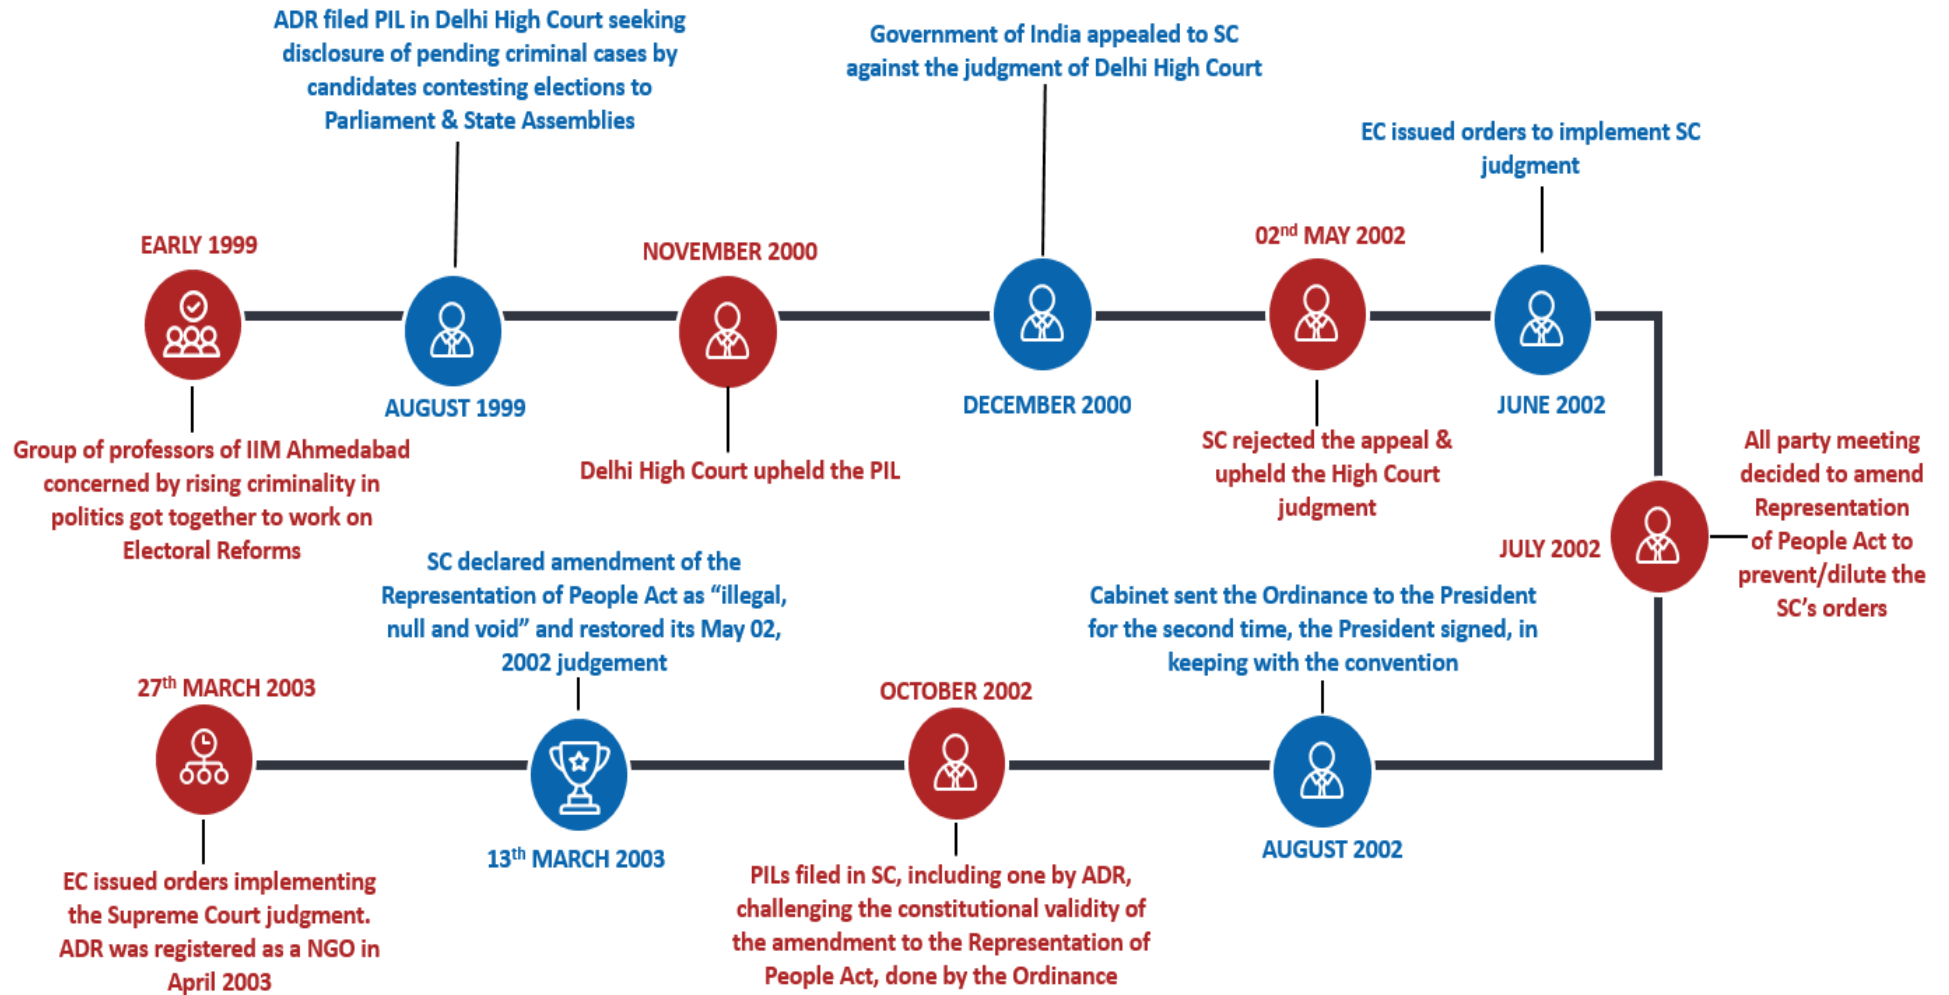 EARLY 1999
Group of professors of IIM Ahmedabad
concerned by rising criminality in
politics got together to work on
Electoral Reforms
ADR filed PIL in Delhi High Court seeking
disclosure of pending criminal cases by
candidates contesting elections to
Parliament & State Assemblies
AUGUST 1999
NOVEMBER 2000
Delhi High Court upheld the PIL
Government of India appealed to SC
against the judgment of Delhi High Court
DECEMBER 2000
02nd MAY 2002
SC rejected the appeal &
upheld the High Court
judgment
EC issued orders to implement SC
judgment
JUNE 2002
JULY 2002
All party meeting
decided to amend
Representation
of People Act to
prevent/dilute the
SC’s orders
Cabinet sent the Ordinance to the President
for the second time, the President signed, in
keeping with the convention
AUGUST 2002
OCTOBER 2002
PILs filed in SC, including one by ADR,
challenging the constitutional validity of
the amendment to the Representation of
People Act, done by the Ordinance
SC declared amendment of the
Representation of People Act as “illegal,
null and void” and restored its May 02,
2002 judgement
13th MARCH 2003
27th MARCH 2003
EC issued orders implementing
the Supreme Court judgment.
ADR was registered as a NGO in
April 2003